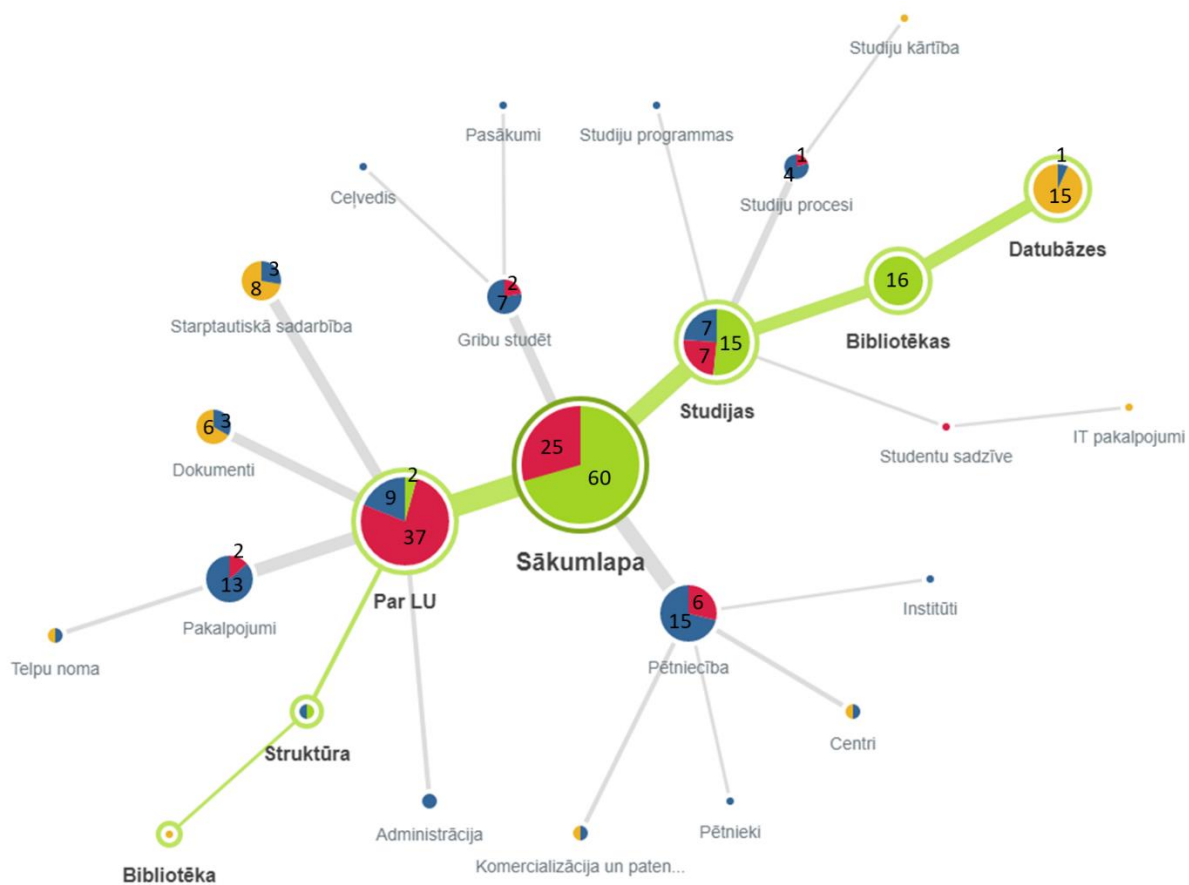 Studiju kārtība
Pasākumi
Studiju programmas
1
4
Studiju procesi
1
15
Datubāzes
Ceļvedis
3
8
Starptautiskā sadarbība
2
7
Gribu studēt
16
Bibliotēkas
7
15
7
Studijas
IT pakalpojumi
Studentu sadzīve
3
6
Dokumenti
25
60
Sākumlapa
2
9
37
Par LU
2
13
Pakalpojumi
6
15
Pētniecība
Institūti
Telpu noma
Centri
Struktūra
Administrācija
Pētnieki
Komercializācija un paten...
Bibliotēka